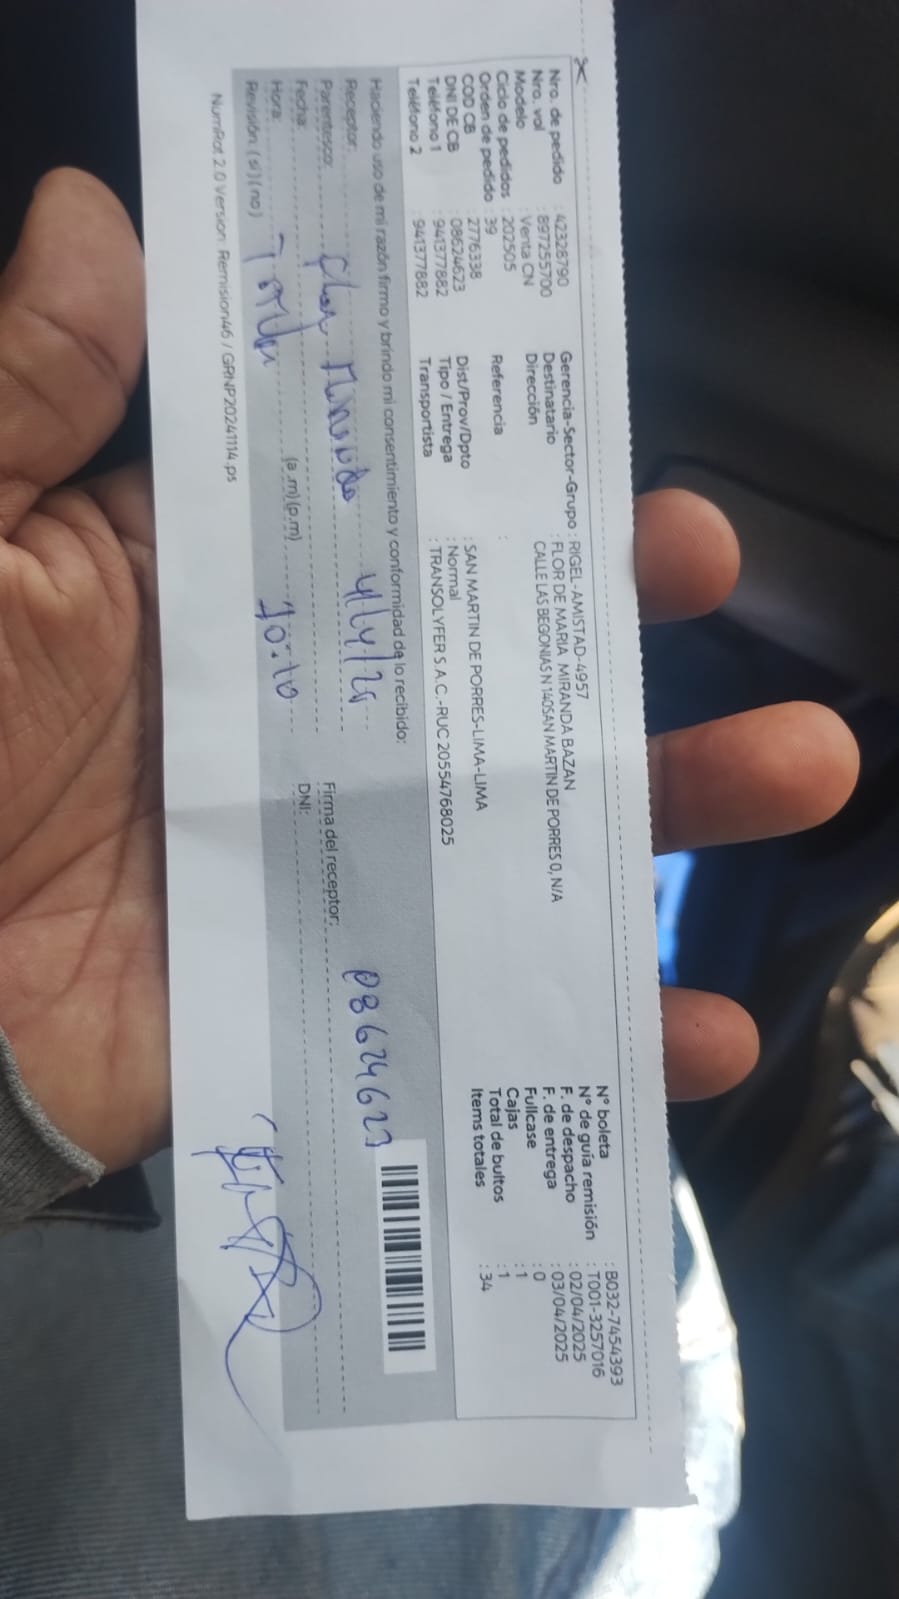 Nro. de pedido : 42328790
Nro. vol : 897255700
Modelo : Venta CN
Ciclo de pedidos : 202505
Orden de pedido : 39
COD CB : 2776338
DNI DE CB : 08624623
Teléfono 1 : 941377882
Teléfono 2 : 941377882
Gerencia-Sector-Grupo : RIGEL-AMISTAD-4957
Destinatario : FLOR DE MARIA MIRANDA BAZAN
Dirección : CALLE LAS BEGONIAS N 140SAN MARTIN DE PORRES 0, N/A
Referencia :
Dist/Prov/Dpto : SAN MARTIN DE PORRES-LIMA-LIMA
Tipo / Entrega : Normal
Transportista : TRANSOLYFER S.A.C.-RUC 20554768025
N° boleta : B032-7454393
N° de guía remisión : T001-3257016
F. de despacho : 02/04/2025
F. de entrega : 03/04/2025
Fullcase : 0
Cajas : 1
Total de bultos : 1
Items totales : 34
Haciendo uso de mi razón firmo y brindo mi consentimiento y conformidad de lo recibido:
Receptor: Flor Miranda 4/4/25
Parentesco:
Fecha:
Hora: (a.m)(p.m) 10:10
Revisión (si)(no)
08624623
Firma del receptor:
DNI:
NumRot 2.0 Version: Remision46 / GRNP20241114.ps